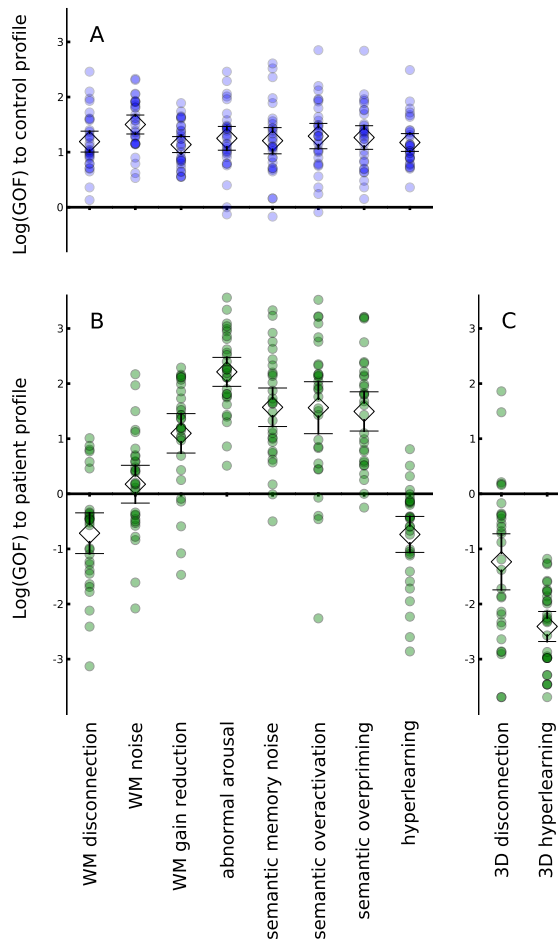 A
Log(GOF) to control profile
3
2
1
0
B
C
Log(GOF) to patient profile
3
2
1
0
-1
-2
-3
3
2
1
0
-1
-2
-3
WM disconnection
WM noise
WM gain reduction
abnormal arousal
semantic memory noise
semantic overactivation
semantic overpriming
hyperlearning
3D disconnection
3D hyperlearning